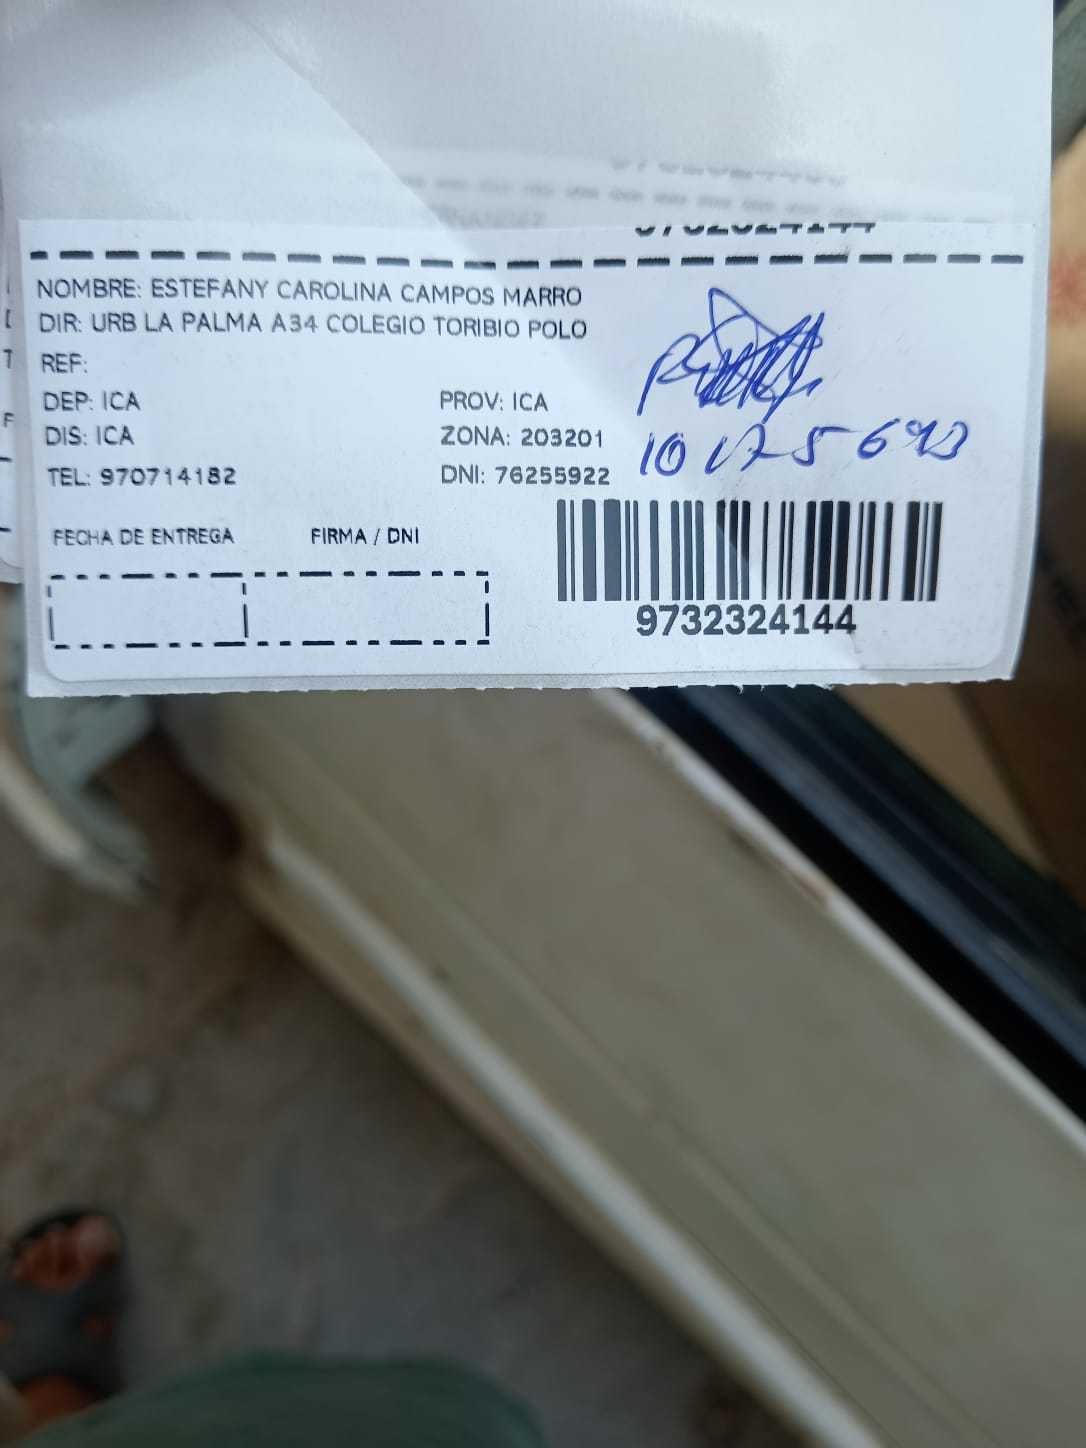 NOMBRE: ESTEFANY CAROLINA CAMPOS MARRO
DIR: URB LA PALMA A34 COLEGIO TORIBIO POLO
REF:
DEP: ICA PROV: ICA
DIS: ICA ZONA: 203201
TEL: 970714182 DNI: 76255922
FECHA DE ENTREGA FIRMA / DNI
9732324144